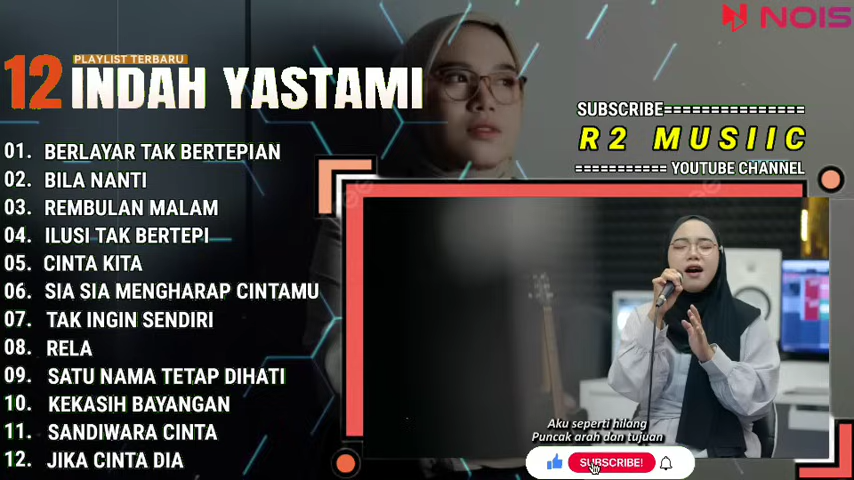 NOIS
PLAYLIST TERBARU
12 INDAH YASTAMI
SUBSCRIBE===============
R2 MUSIIC
=========== YOUTUBE CHANNEL
01. BERLAYAR TAK BERTEPIAN
02. BILA NANTI
03. REMBULAN MALAM
04. ILUSI TAK BERTEPI
05. CINTA KITA
06. SIA SIA MENGHARAP CINTAMU
07. TAK INGIN SENDIRI
08. RELA
09. SATU NAMA TETAP DIHATI
10. KEKASIH BAYANGAN
11. SANDIWARA CINTA
12. JIKA CINTA DIA
Aku seperti hilang
Puncak arah dan tujuan
SUBSCRIBE!